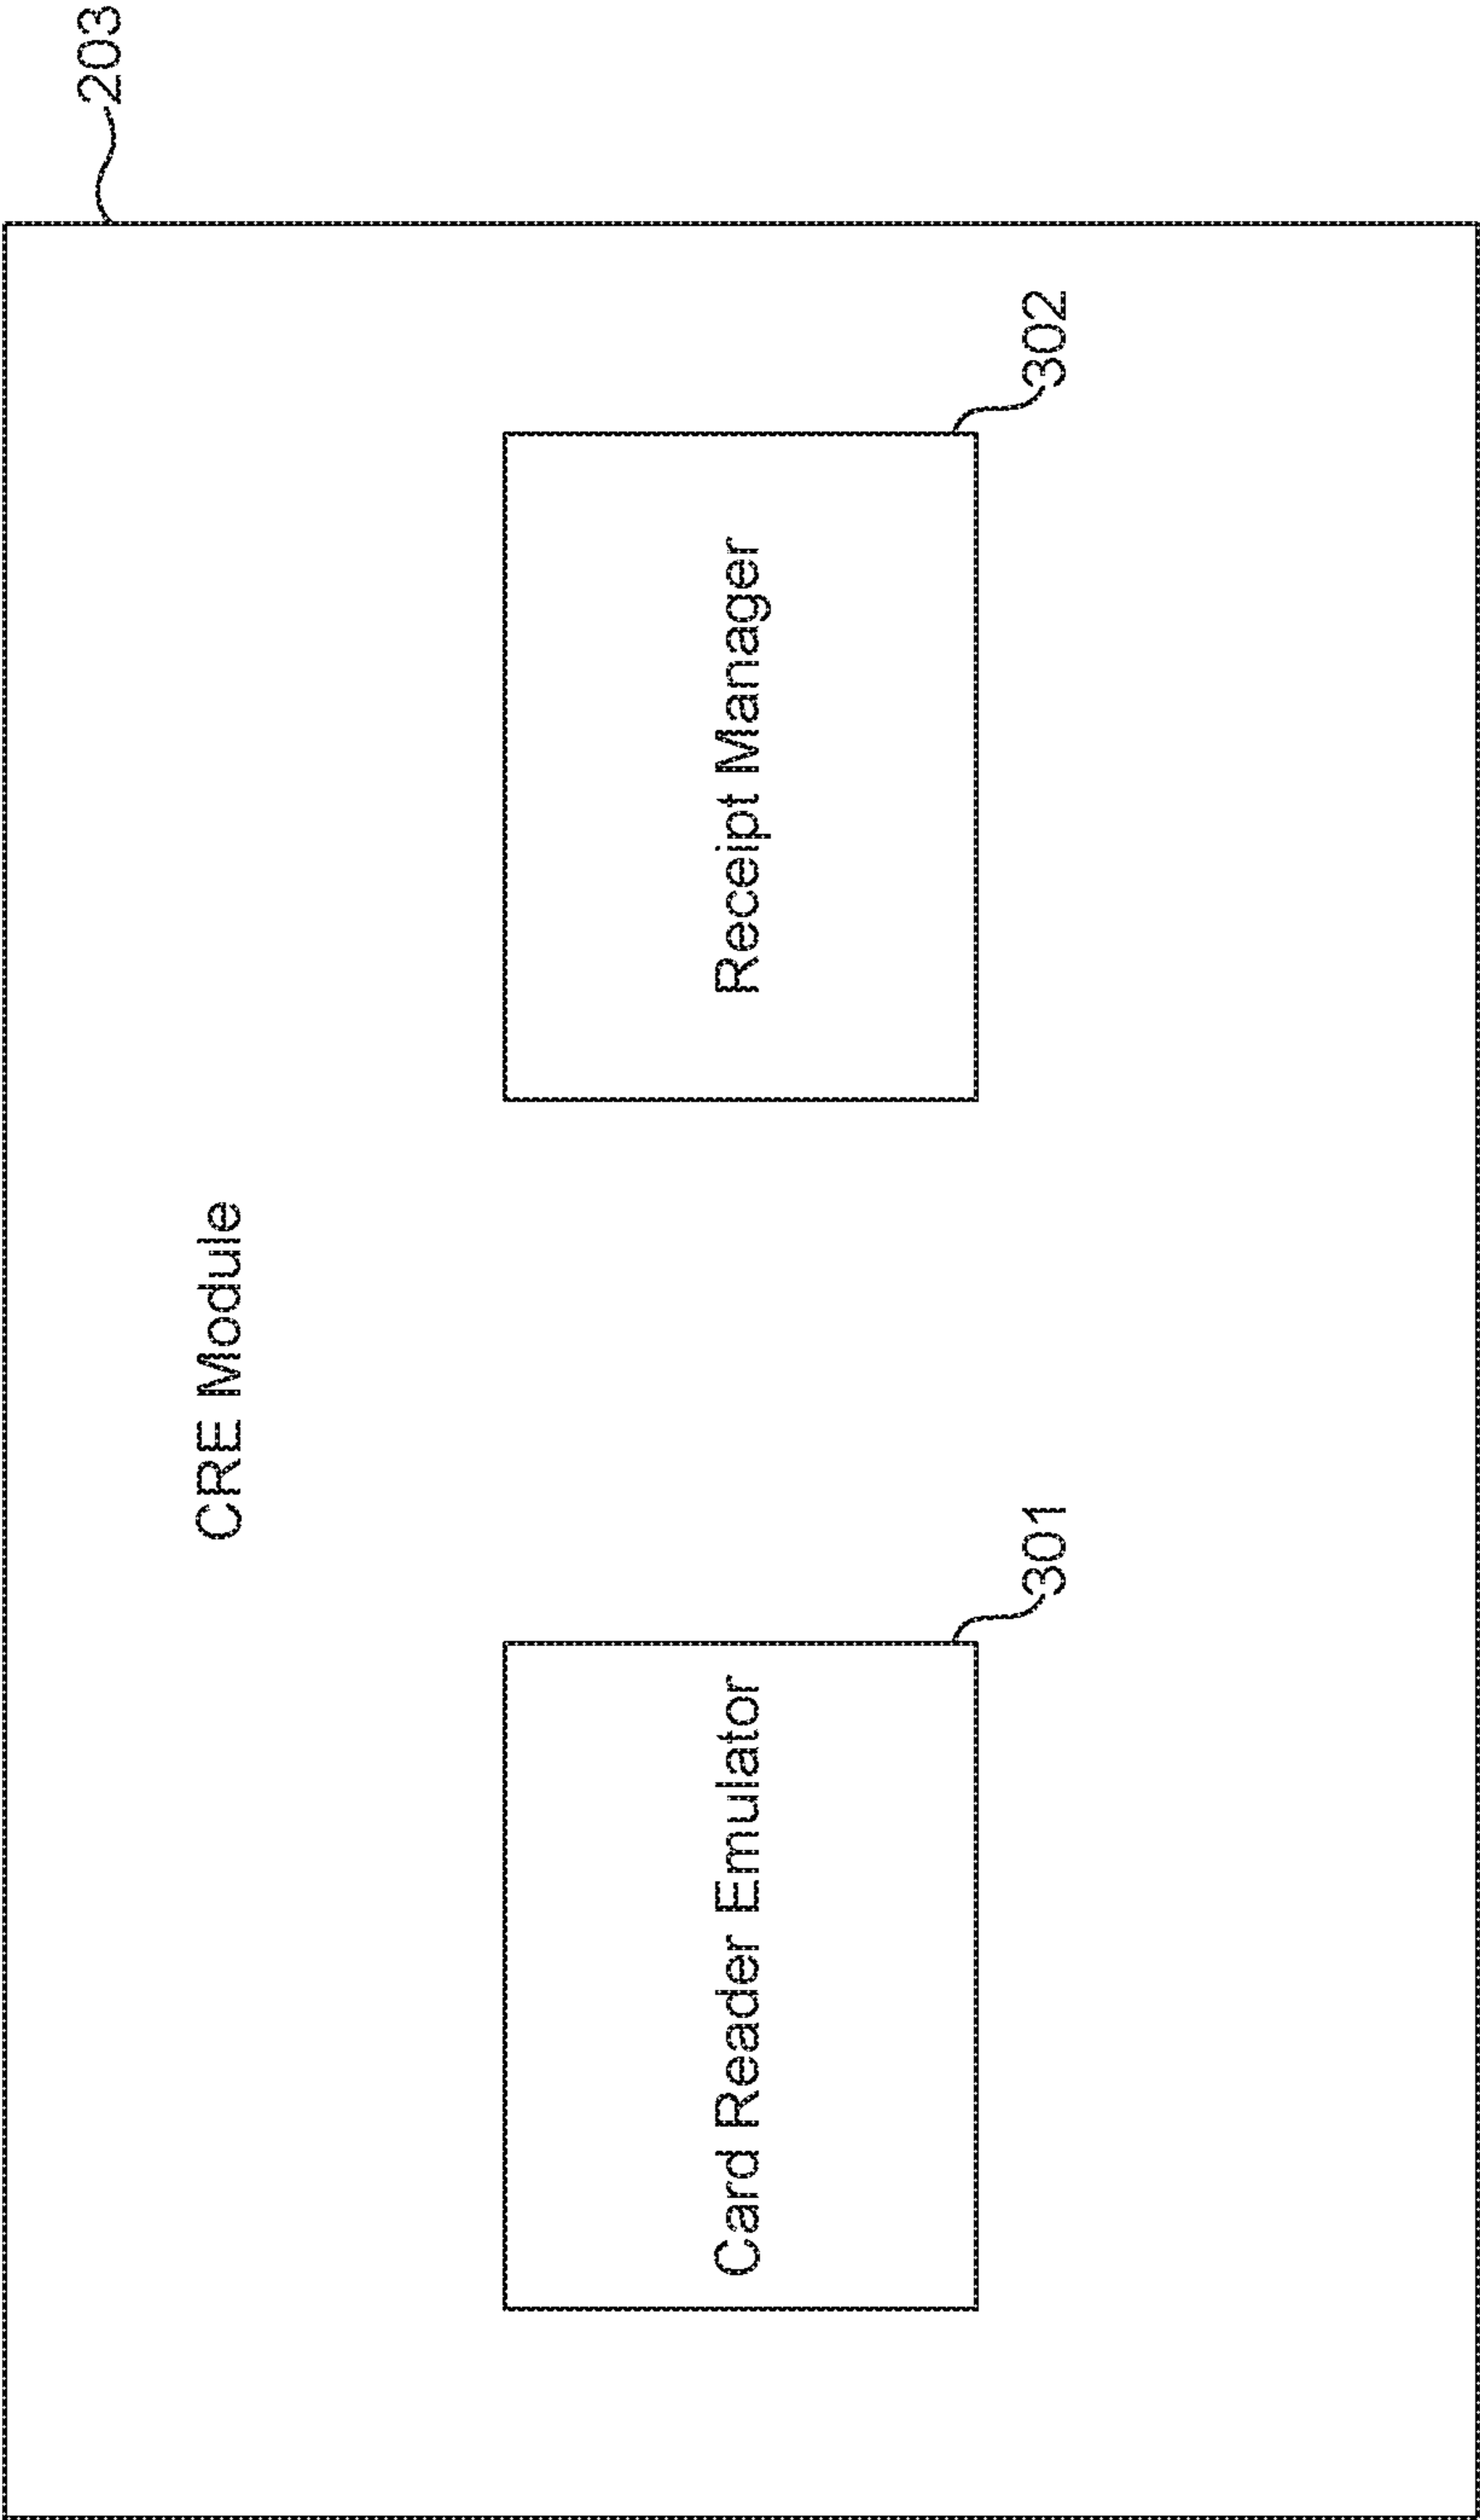 203
CRE Module
Card Reader Emulator
Receipt Manager
301
302